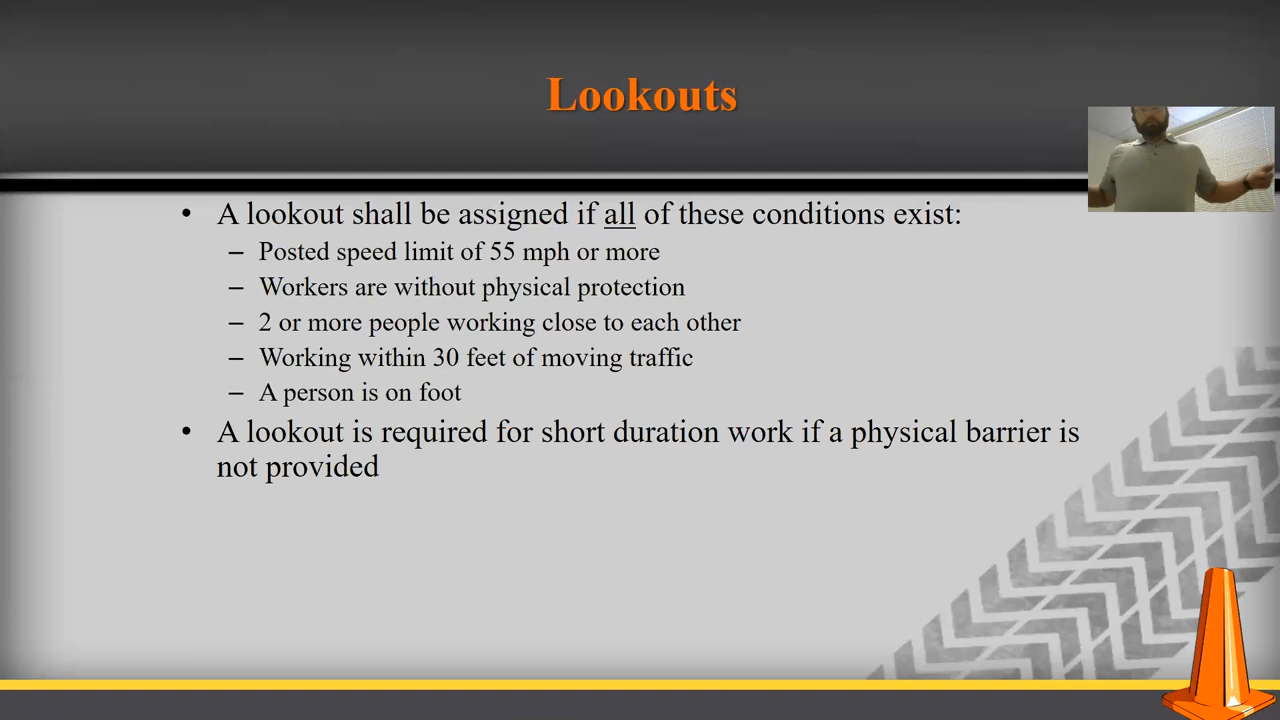 Lookouts
• A lookout shall be assigned if all of these conditions exist:
– Posted speed limit of 55 mph or more
– Workers are without physical protection
– 2 or more people working close to each other
– Working within 30 feet of moving traffic
– A person is on foot
• A lookout is required for short duration work if a physical barrier is
not provided